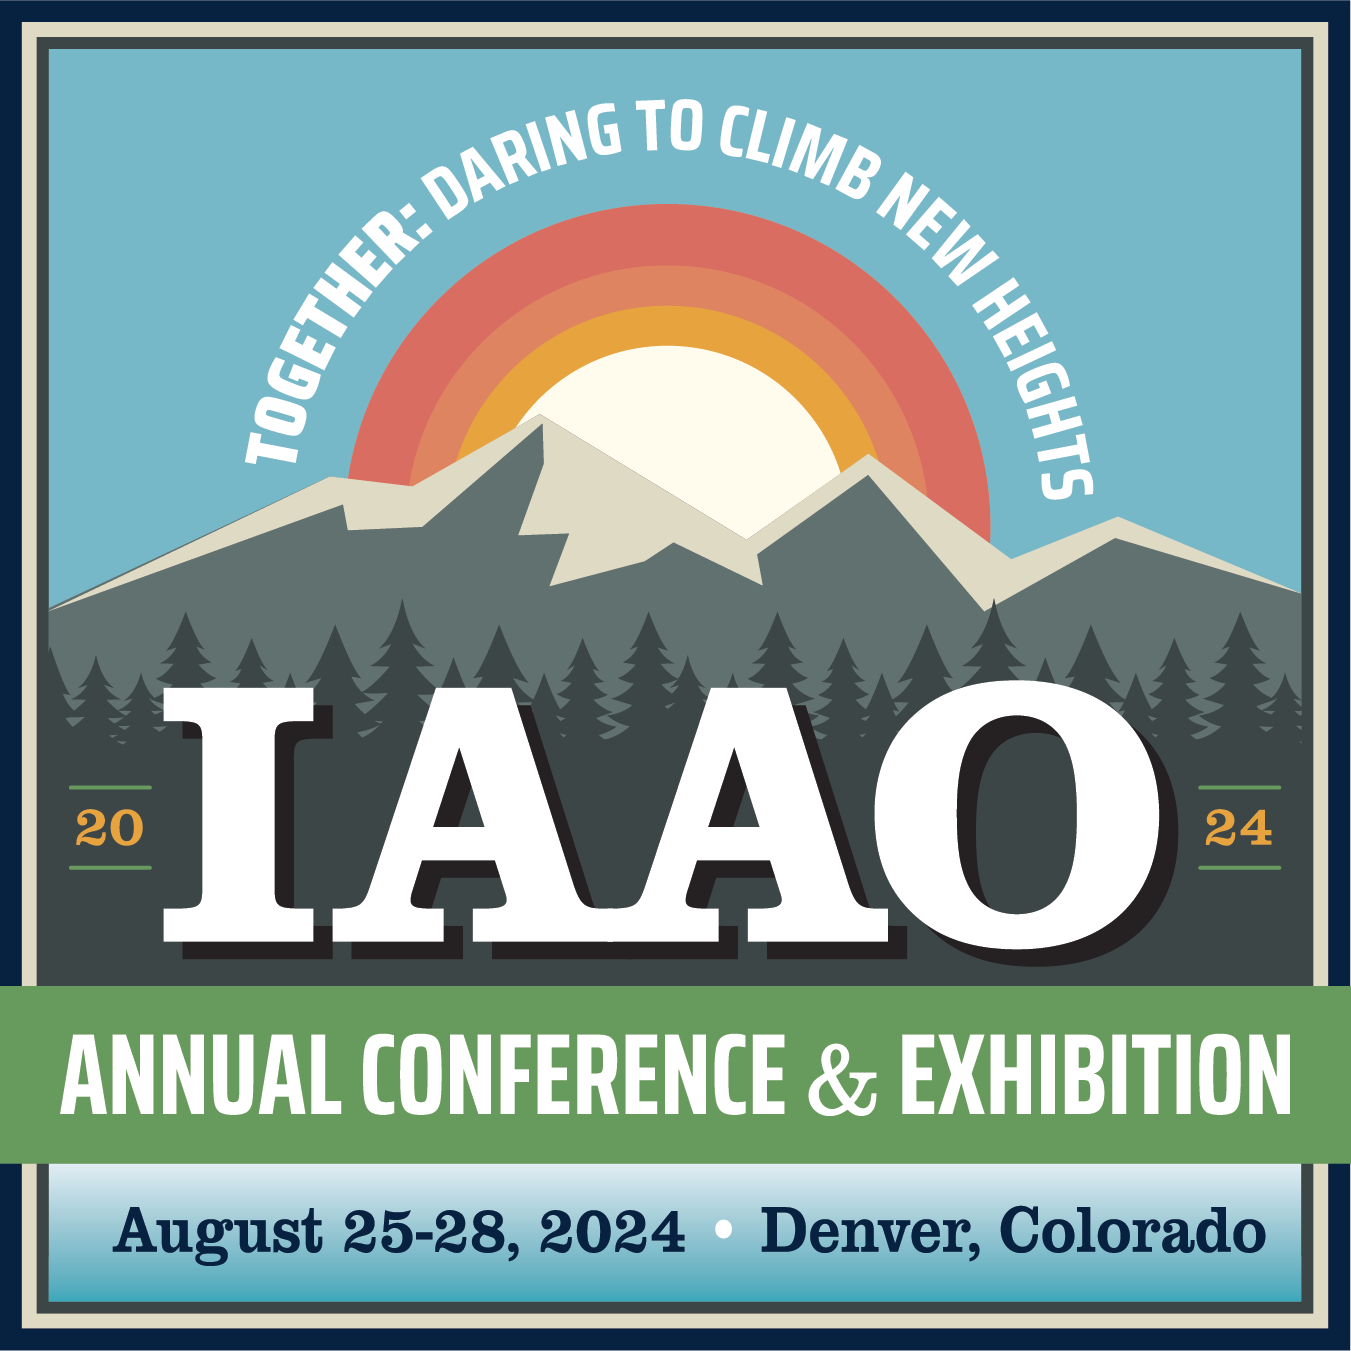 TOGETHER: DARING TO CLIMB NEW HEIGHTS
20 IAAO 24
ANNUAL CONFERENCE & EXHIBITION
August 25-28, 2024 • Denver, Colorado